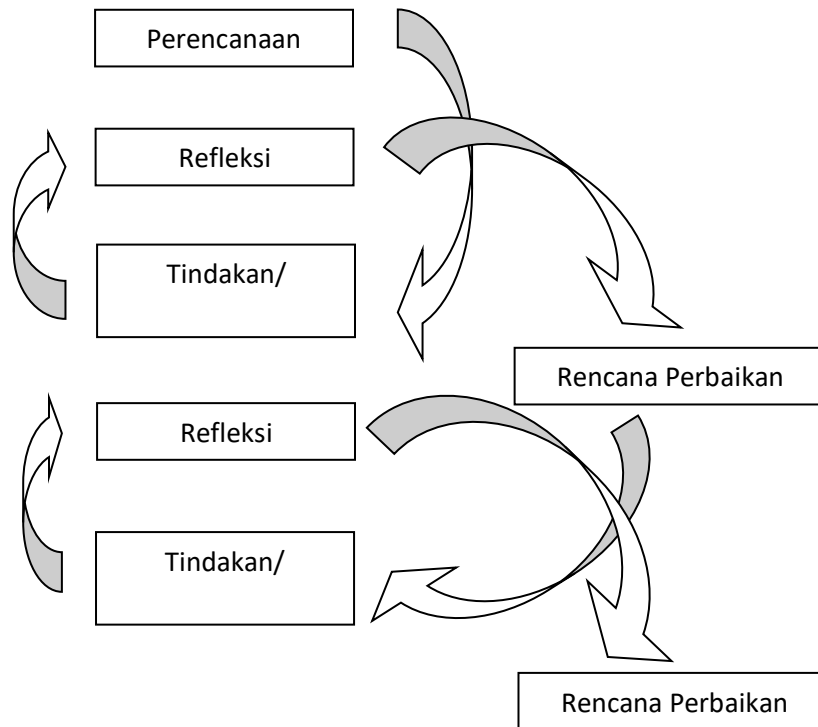 Perencanaan
Refleksi
Tindakan/
Rencana Perbaikan
Refleksi
Tindakan/
Rencana Perbaikan